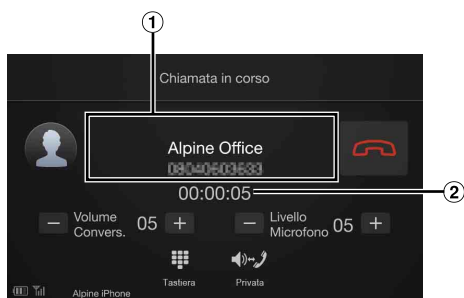 1
Chiamata in corso
Alpine Office
00:00:05
2
Volume Convers. 05
Livello Microfono 05
Tastiera
Privata
Alpine iPhone